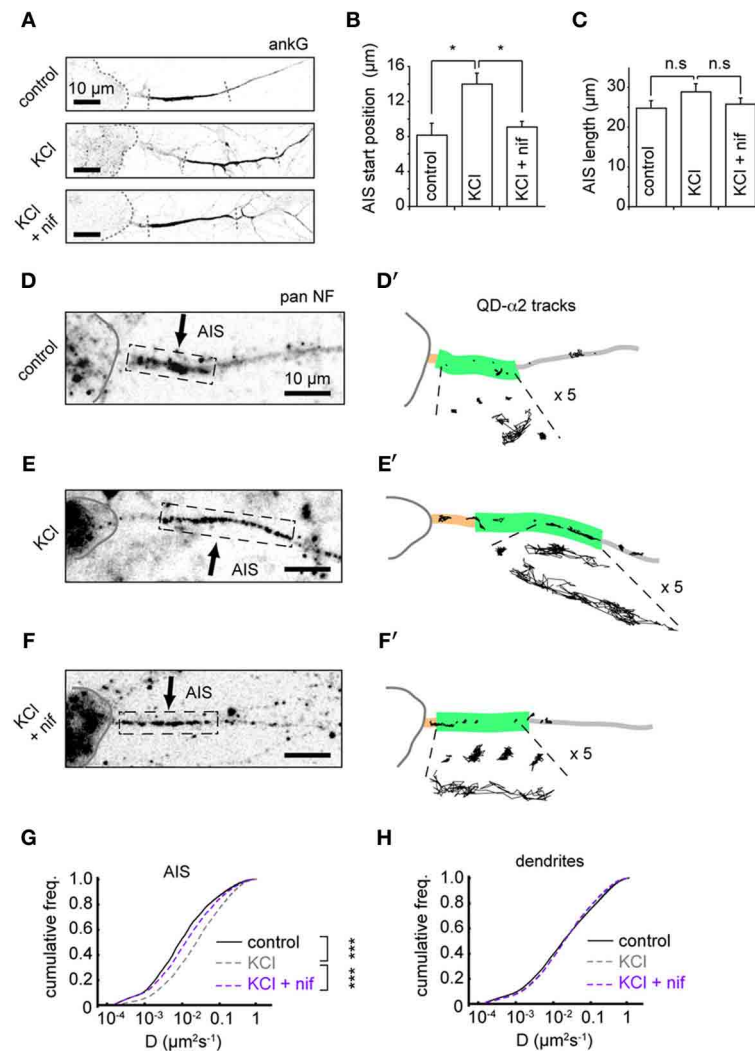 A
ankG
control
10 µm
KCl
KCl + nif
B
AIS start position (µm)
16
12
8
4
0
* *
control
KCl
KCl + nif
C
AIS length (µm)
30
20
10
0
n.s n.s
control
KCl
KCl + nif
D
pan NF
control
AIS
10 µm
D′
QD-α2 tracks
x 5
E
KCl
AIS
E′
x 5
F
KCl + nif
AIS
F′
x 5
G
AIS
cumulative freq.
1.0
0.8
0.6
0.4
0.2
0
control
KCl
KCl + nif
*** ***
10⁻⁴ 10⁻³ 10⁻² 0.1 1
D (µm²s⁻¹)
H
dendrites
cumulative freq.
1.0
0.8
0.6
0.4
0.2
0
control
KCl
KCl + nif
10⁻⁴ 10⁻³ 10⁻² 0.1 1
D (µm²s⁻¹)